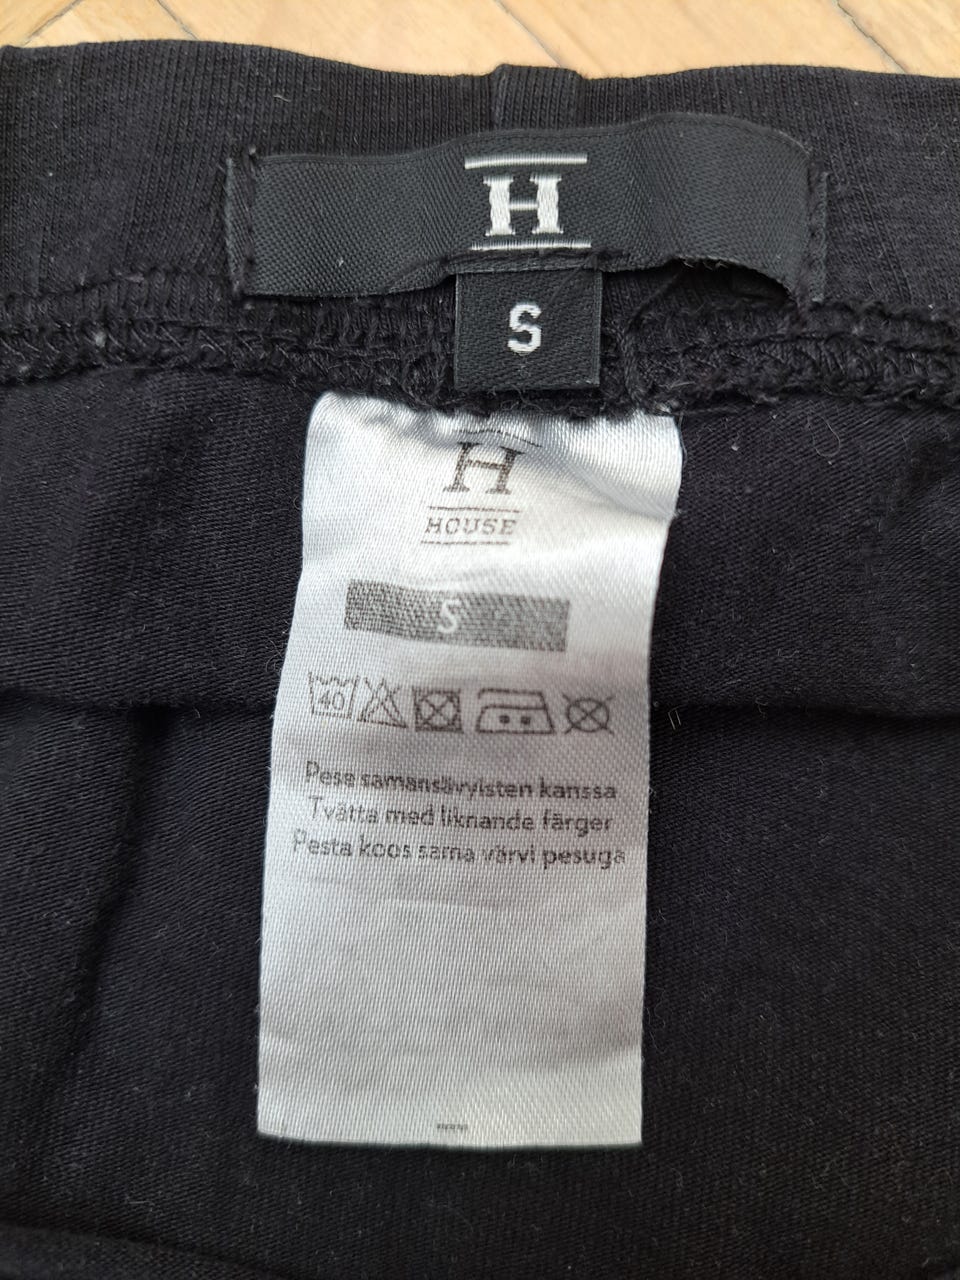 H
S
H
HOUSE
S
40
Pese samansävyisten kanssa
Tvätta med liknande färger
Pesta koos sama värvi pesuga